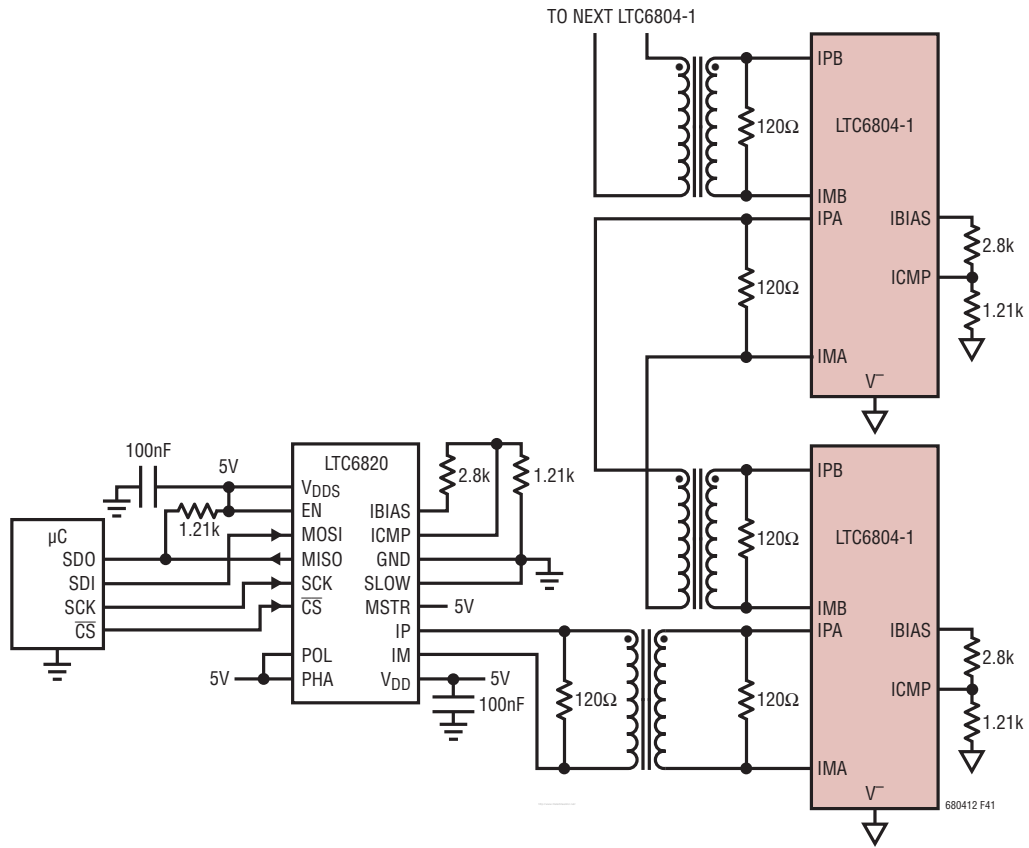 TO NEXT LTC6804-1
IPB
LTC6804-1
120Ω
IMB
IPA
IBIAS
2.8k
120Ω
ICMP
1.21k
IMA
V–
100nF
5V
LTC6820
VDDS
EN
1.21k
MOSI
MISO
SCK
CS
POL
PHA
5V
IBIAS
ICMP
GND
SLOW
MSTR
5V
IP
IM
VDD
5V
100nF
2.8k
1.21k
µC
SDO
SDI
SCK
CS
120Ω
120Ω
IPB
LTC6804-1
120Ω
IMB
IPA
IBIAS
2.8k
ICMP
1.21k
IMA
V–
680412 F41